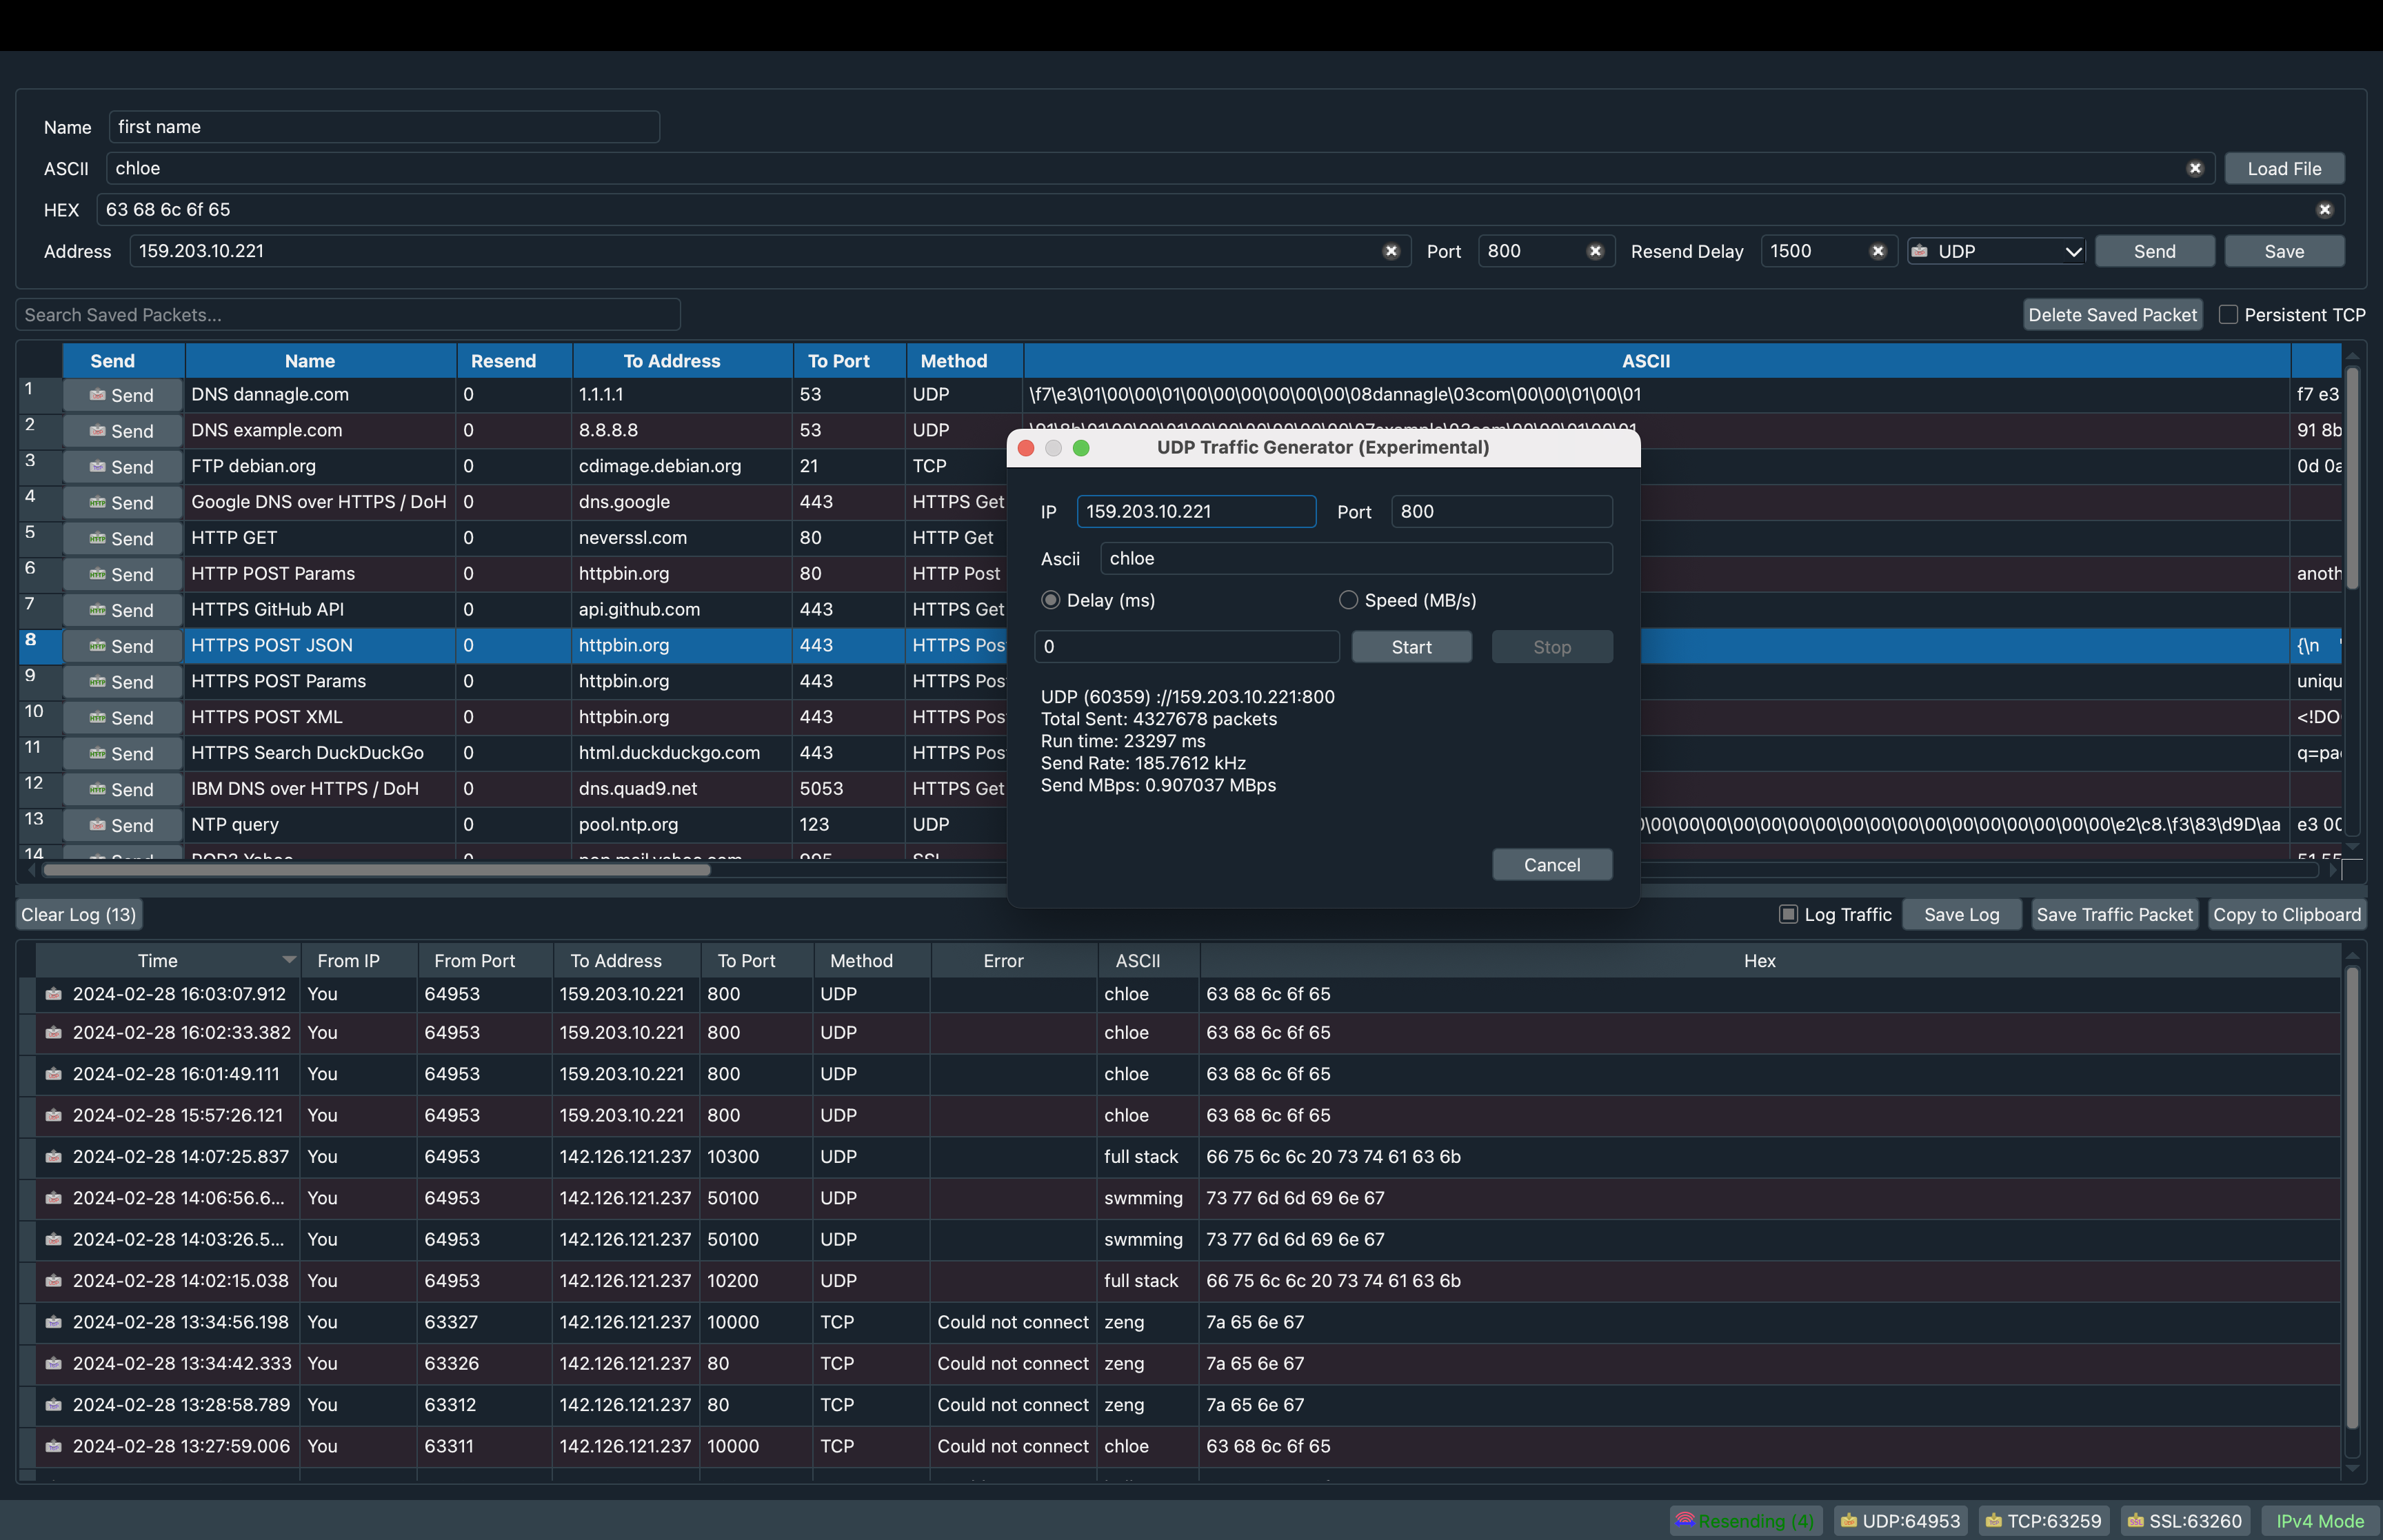 Name first name
ASCII chloe Load File
HEX 63 68 6c 6f 65
Address 159.203.10.221 Port 800 Resend Delay 1500 UDP Send Save
Search Saved Packets... Delete Saved Packet Persistent TCP
Send Name Resend To Address To Port Method ASCII
1 Send DNS dannagle.com 0 1.1.1.1 53 UDP \f7\e3\01\00\00\01\00\00\00\00\00\00\08dannagle\03com\00\00\01\00\01 f7 e3
2 Send DNS example.com 0 8.8.8.8 53 UDP 91 8b
3 Send FTP debian.org 0 cdimage.debian.org 21 TCP 0d 0a
4 Send Google DNS over HTTPS / DoH 0 dns.google 443 HTTPS Get
5 Send HTTP GET 0 neverssl.com 80 HTTP Get
6 Send HTTP POST Params 0 httpbin.org 80 HTTP Post anoth
7 Send HTTPS GitHub API 0 api.github.com 443 HTTPS Get
8 Send HTTPS POST JSON 0 httpbin.org 443 HTTPS Pos {\n
9 Send HTTPS POST Params 0 httpbin.org 443 HTTPS Pos uniqu
10 Send HTTPS POST XML 0 httpbin.org 443 HTTPS Pos <!DO
11 Send HTTPS Search DuckDuckGo 0 html.duckduckgo.com 443 HTTPS Pos q=pa
12 Send IBM DNS over HTTPS / DoH 0 dns.quad9.net 5053 HTTPS Get
13 Send NTP query 0 pool.ntp.org 123 UDP \00\00\00\00\00\00\00\00\00\00\00\00\00\00\00\00\00\e2\c8.\f3\83\d9D\aa e3 00
14
UDP Traffic Generator (Experimental)
IP 159.203.10.221 Port 800
Ascii chloe
Delay (ms) Speed (MB/s)
0 Start Stop
UDP (60359) ://159.203.10.221:800
Total Sent: 4327678 packets
Run time: 23297 ms
Send Rate: 185.7612 kHz
Send MBps: 0.907037 MBps
Cancel
Clear Log (13) Log Traffic Save Log Save Traffic Packet Copy to Clipboard
Time From IP From Port To Address To Port Method Error ASCII Hex
2024-02-28 16:03:07.912 You 64953 159.203.10.221 800 UDP chloe 63 68 6c 6f 65
2024-02-28 16:02:33.382 You 64953 159.203.10.221 800 UDP chloe 63 68 6c 6f 65
2024-02-28 16:01:49.111 You 64953 159.203.10.221 800 UDP chloe 63 68 6c 6f 65
2024-02-28 15:57:26.121 You 64953 159.203.10.221 800 UDP chloe 63 68 6c 6f 65
2024-02-28 14:07:25.837 You 64953 142.126.121.237 10300 UDP full stack 66 75 6c 6c 20 73 74 61 63 6b
2024-02-28 14:06:56.6... You 64953 142.126.121.237 50100 UDP swmming 73 77 6d 6d 69 6e 67
2024-02-28 14:03:26.5... You 64953 142.126.121.237 50100 UDP swmming 73 77 6d 6d 69 6e 67
2024-02-28 14:02:15.038 You 64953 142.126.121.237 10200 UDP full stack 66 75 6c 6c 20 73 74 61 63 6b
2024-02-28 13:34:56.198 You 63327 142.126.121.237 10000 TCP Could not connect zeng 7a 65 6e 67
2024-02-28 13:34:42.333 You 63326 142.126.121.237 80 TCP Could not connect zeng 7a 65 6e 67
2024-02-28 13:28:58.789 You 63312 142.126.121.237 80 TCP Could not connect zeng 7a 65 6e 67
2024-02-28 13:27:59.006 You 63311 142.126.121.237 10000 TCP Could not connect chloe 63 68 6c 6f 65
Resending (4) UDP:64953 TCP:63259 SSL:63260 IPv4 Mode